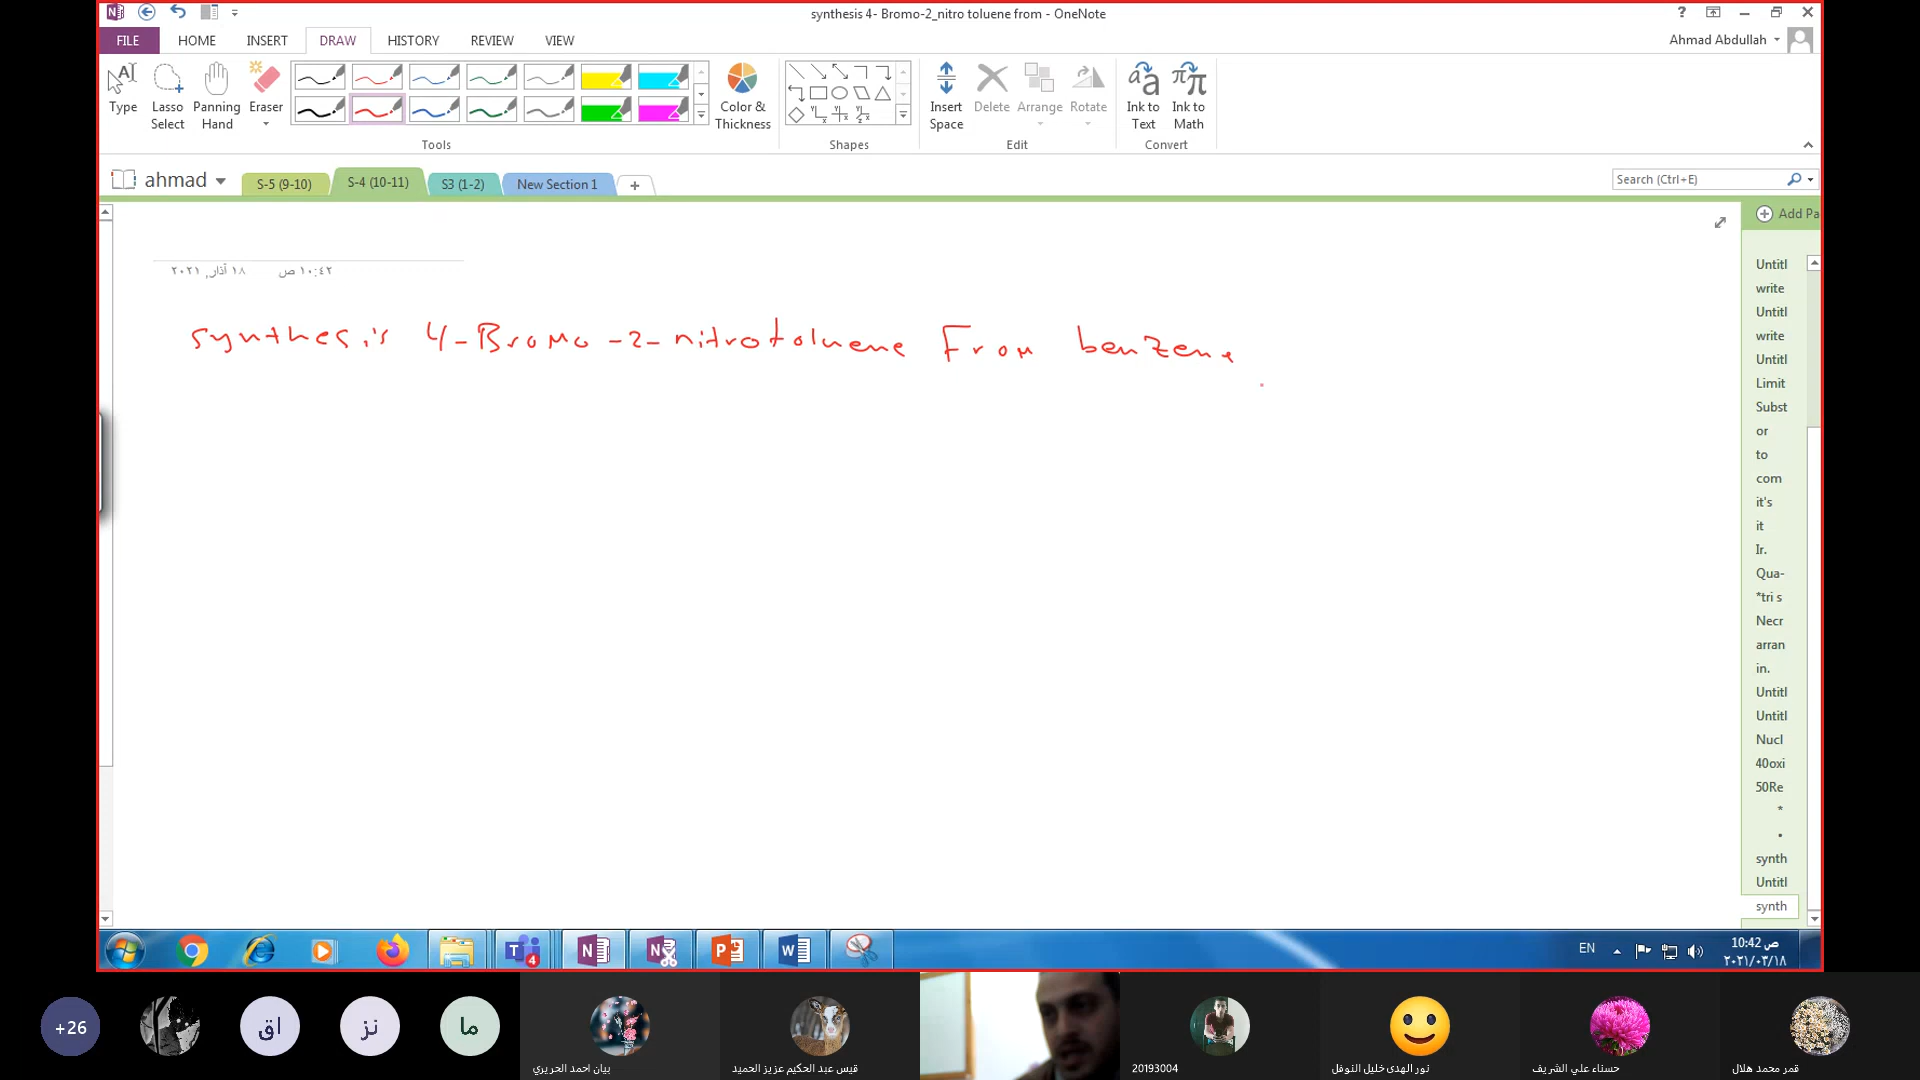 synthesis 4- Bromo-2_nitro toluene from - OneNote
?
FILE HOME INSERT DRAW HISTORY REVIEW VIEW
Ahmad Abdullah
Type
Lasso Select
Panning Hand
Eraser
Color & Thickness
Insert Space
Delete
Arrange
Rotate
Ink to Text
Ink to Math
Tools
Shapes
Edit
Convert
ahmad
S-5 (9-10)
S-4 (10-11)
S3 (1-2)
New Section 1
Search (Ctrl+E)
Add Pa
١٨ آذار, ٢٠٢١ ١٠:٤٢ ص
synthesis 4-Bromo-2-nitrotoluene From benzene
Untitl
write
Untitl
write
Untitl
Limit
Subst
or
to
com
it's
it
Ir.
Qua-
*tri s
Necr
arran
in.
Untitl
Untitl
Nucl
40oxi
50Re
*
•
synth
Untitl
synth
4
EN
10:42 ص
٢٠٢١/٠٣/١٨
+26
اق
نز
ما
بيان احمد الحريري
قيس عبد الحكيم عزيز الحميد
20193004
نور الهدى خليل النوفل
حسناء علي الشريف
قمر محمد هلال